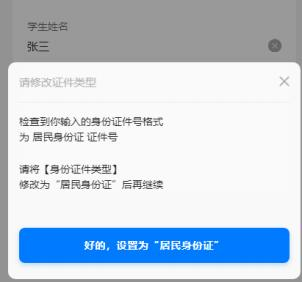 学生姓名
张三
请修改证件类型
检查到你输入的身份证件号格式
为 居民身份证 证件号
请将【身份证件类型】
修改为“居民身份证”后再继续
好的，设置为“居民身份证”